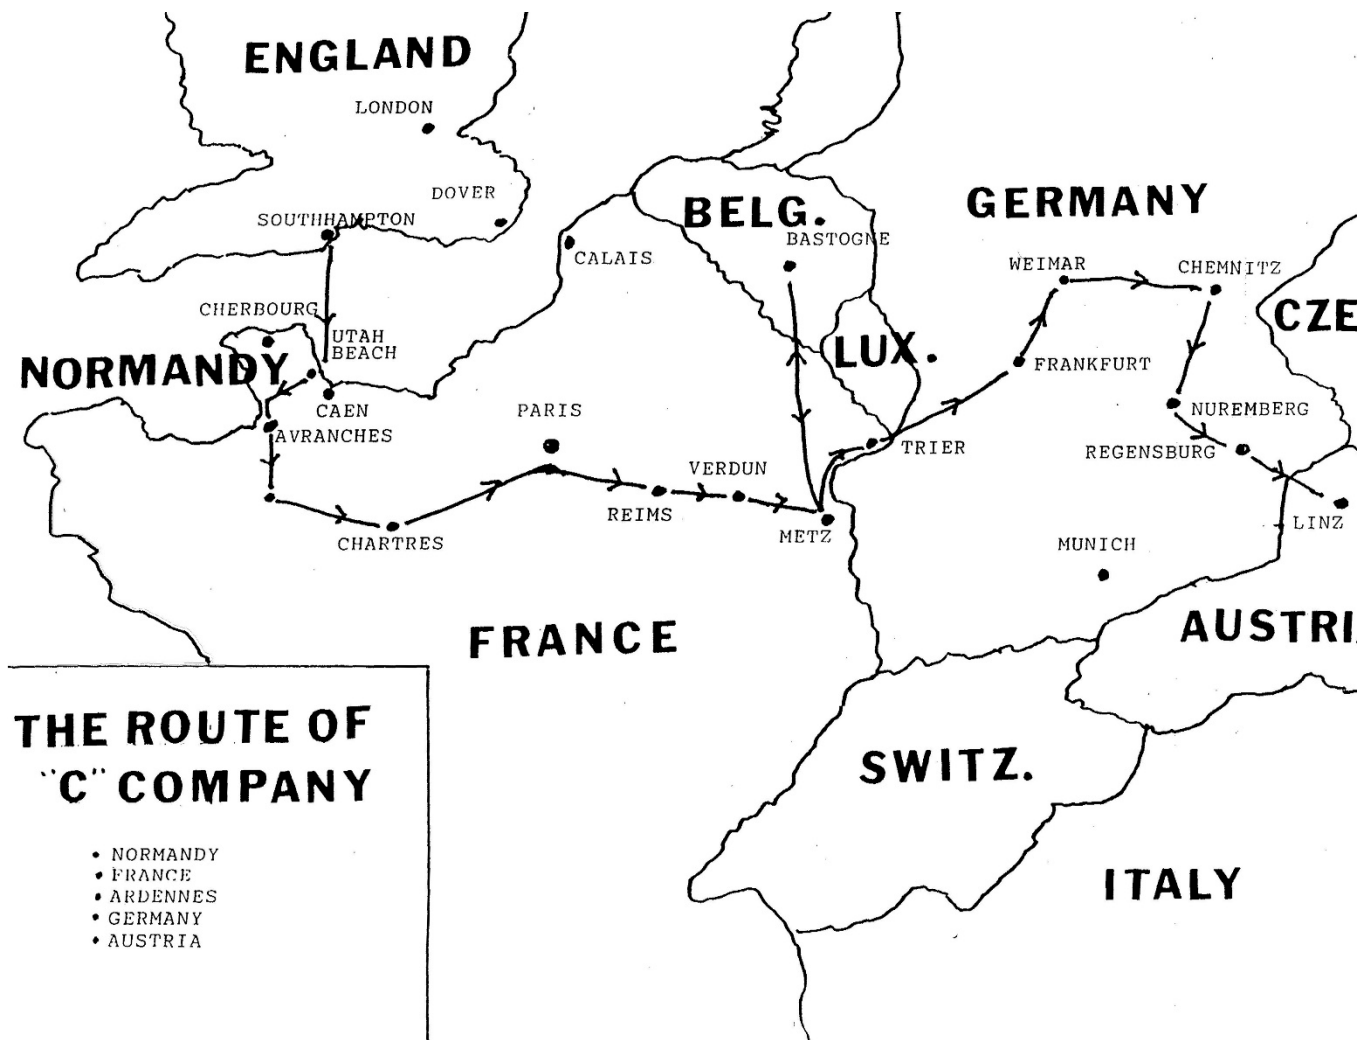 ENGLAND
LONDON
DOVER
SOUTHHAMPTON
BELG.
GERMANY
BASTOGNE
CALAIS
WEIMAR
CHEMNITZ
CHERBOURG
UTAH
BEACH
CZE
NORMANDY
LUX.
FRANKFURT
CAEN
PARIS
NUREMBERG
AVRANCHES
TRIER
REGENSBURG
VERDUN
REIMS
LINZ
CHARTRES
METZ
MUNICH
FRANCE
AUSTRI
THE ROUTE OF
"C" COMPANY
SWITZ.
ITALY
• NORMANDY
• FRANCE
• ARDENNES
• GERMANY
• AUSTRIA